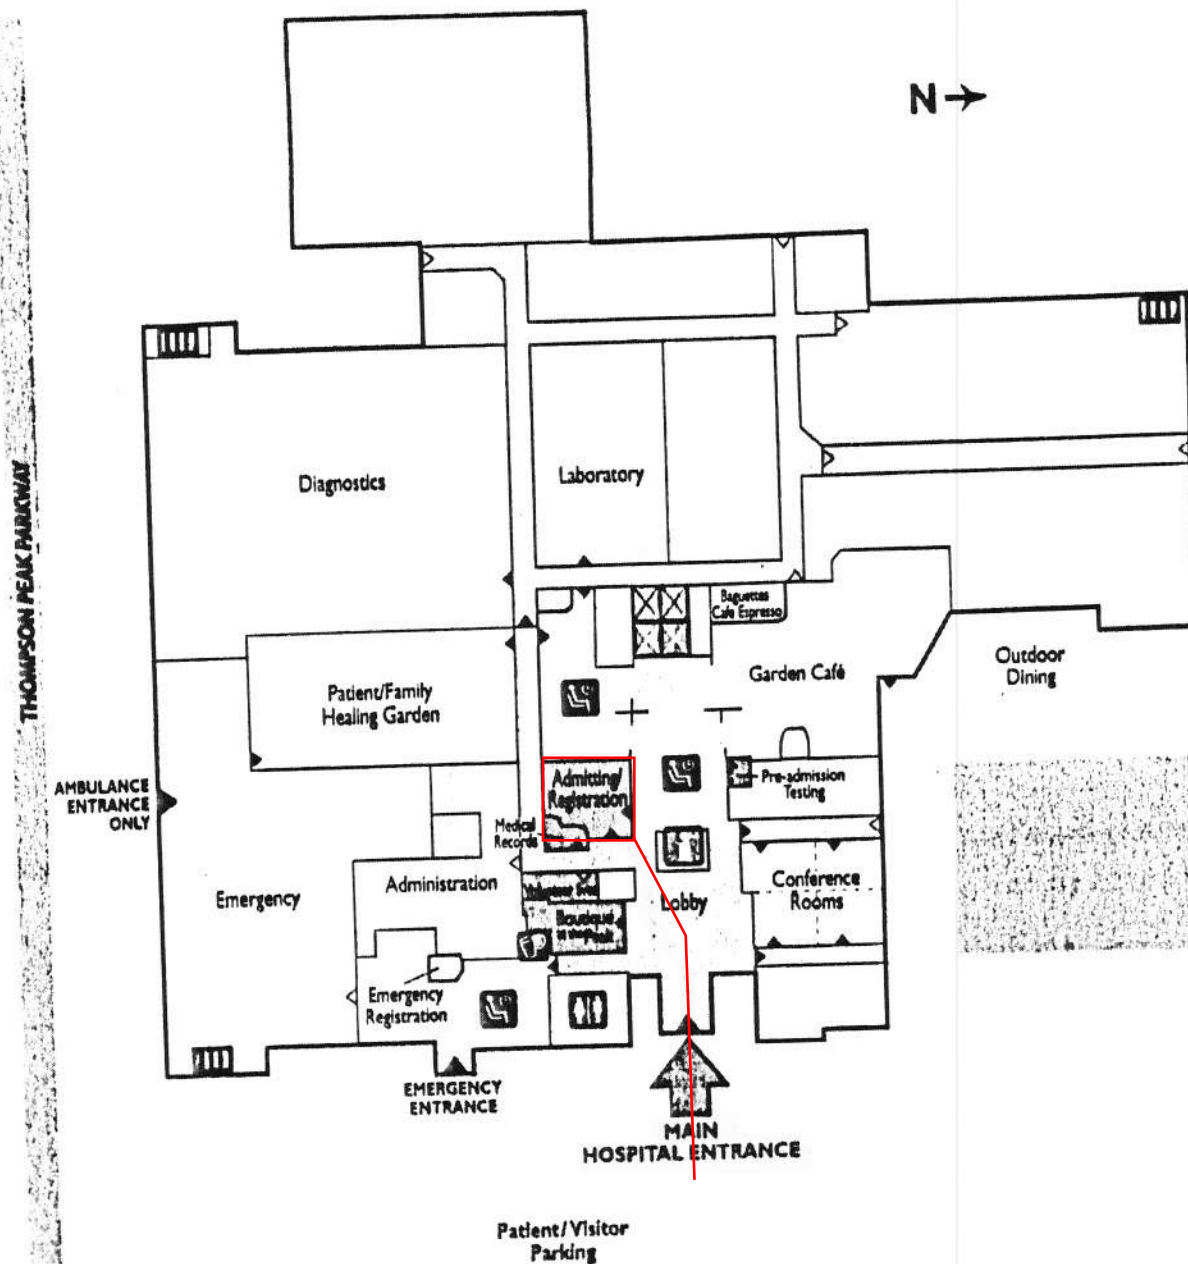 N
THOMPSON PEAK PARKWAY
Diagnostics
Laboratory
Baguettes
Cafe Espresso
Garden Café
Outdoor
Dining
Patient/Family
Healing Garden
AMBULANCE
ENTRANCE
ONLY
Admitting/
Registration
Pre-admission
Testing
Medical
Records
Emergency
Administration
Volunteer
Boutique
Lobby
Conference
Rooms
Emergency
Registration
EMERGENCY
ENTRANCE
MAIN
HOSPITAL ENTRANCE
Patient/Visitor
Parking